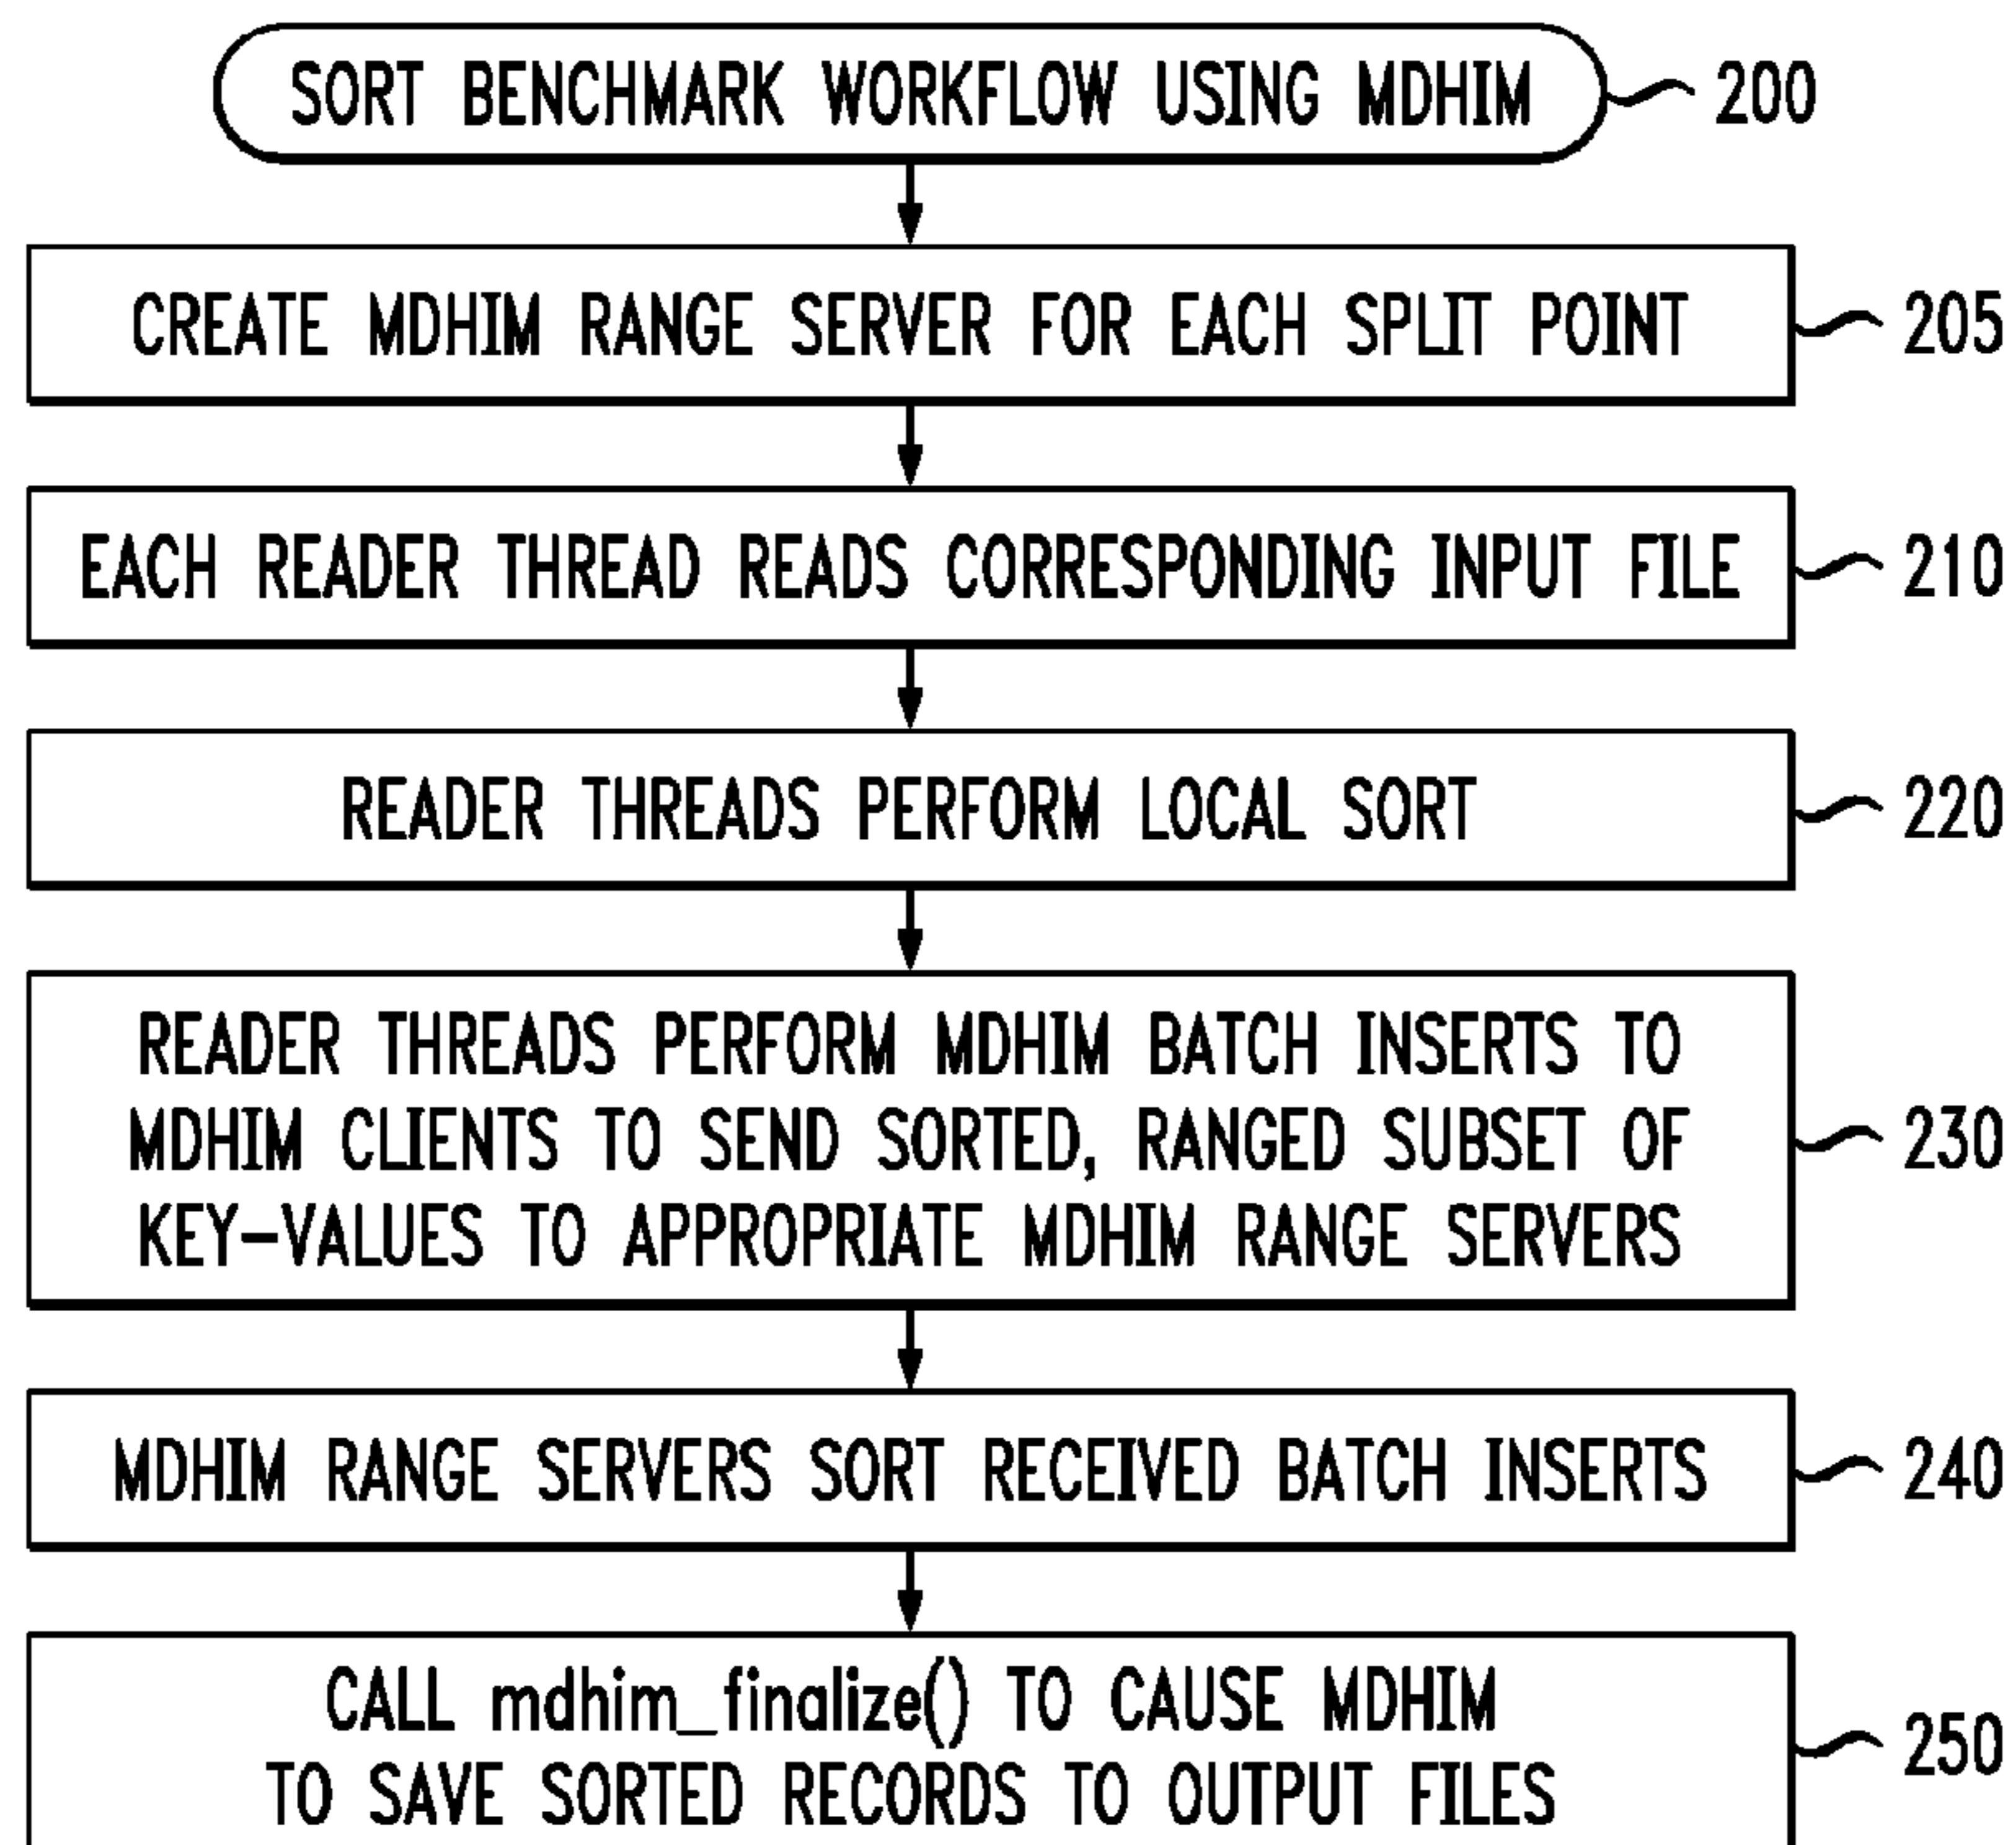 SORT BENCHMARK WORKFLOW USING MDHIM 200
CREATE MDHIM RANGE SERVER FOR EACH SPLIT POINT 205
EACH READER THREAD READS CORRESPONDING INPUT FILE 210
READER THREADS PERFORM LOCAL SORT 220
READER THREADS PERFORM MDHIM BATCH INSERTS TO
MDHIM CLIENTS TO SEND SORTED, RANGED SUBSET OF 230
KEY-VALUES TO APPROPRIATE MDHIM RANGE SERVERS
MDHIM RANGE SERVERS SORT RECEIVED BATCH INSERTS 240
CALL mdhim_finalize() TO CAUSE MDHIM
250
TO SAVE SORTED RECORDS TO OUTPUT FILES